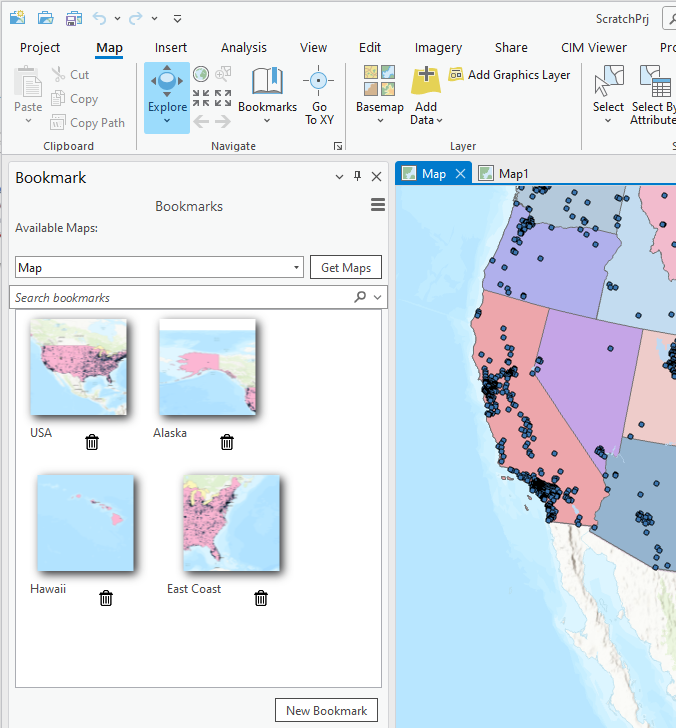 ScratchPrj
Project Map Insert Analysis View Edit Imagery Share CIM Viewer
Paste Cut Copy Copy Path
Clipboard
Explore Bookmarks Go To XY
Navigate
Basemap Add Data Add Graphics Layer
Layer
Select Select By Attribute
Bookmark
Bookmarks
Available Maps:
Map Get Maps
Search bookmarks
USA Alaska
Hawaii East Coast
New Bookmark
Map Map1